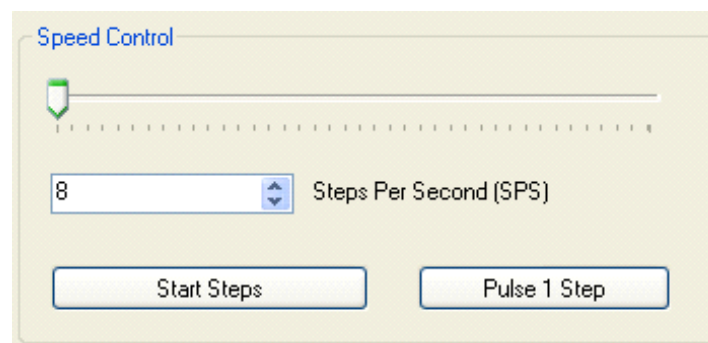 Speed Control
8
Steps Per Second (SPS)
Start Steps
Pulse 1 Step